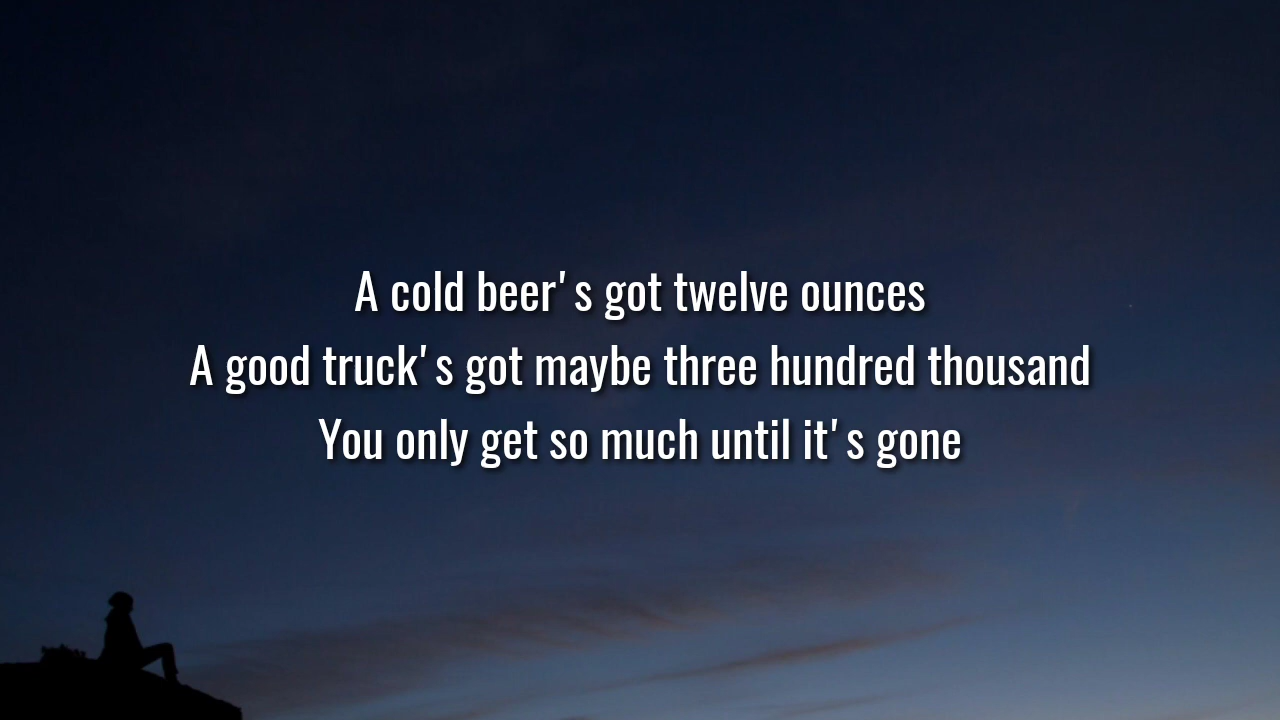 A cold beer's got twelve ounces
A good truck's got maybe three hundred thousand
You only get so much until it's gone